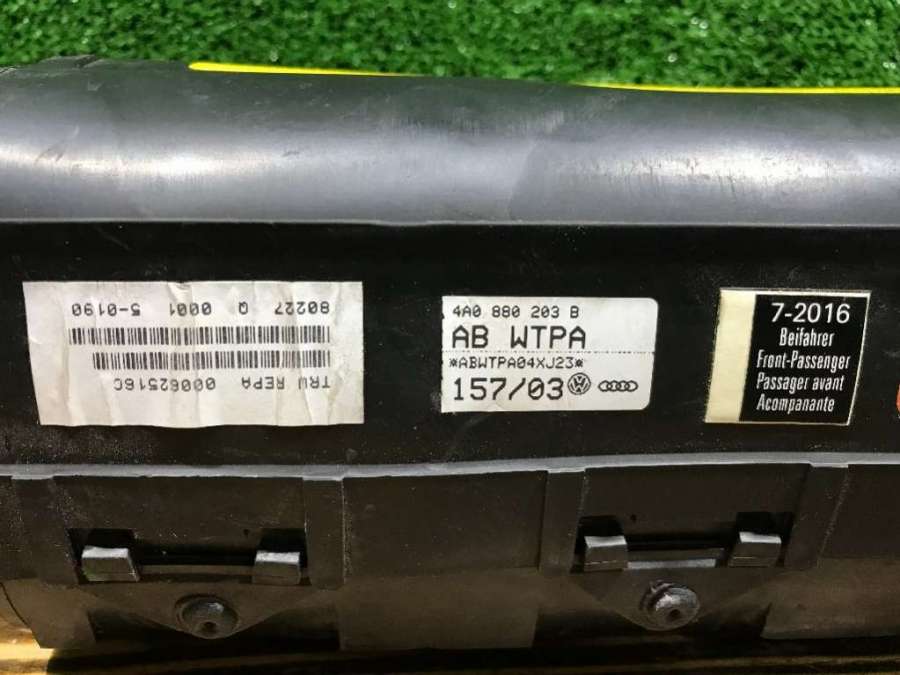 80227 Q 0001 5-0190
TRW REPA 00062516C
4A0 880 203 B
AB WTPA
*ABWTPA04XJ23*
157/03
7-2016
Beifahrer
Front-Passenger
Passager avant
Acompanante